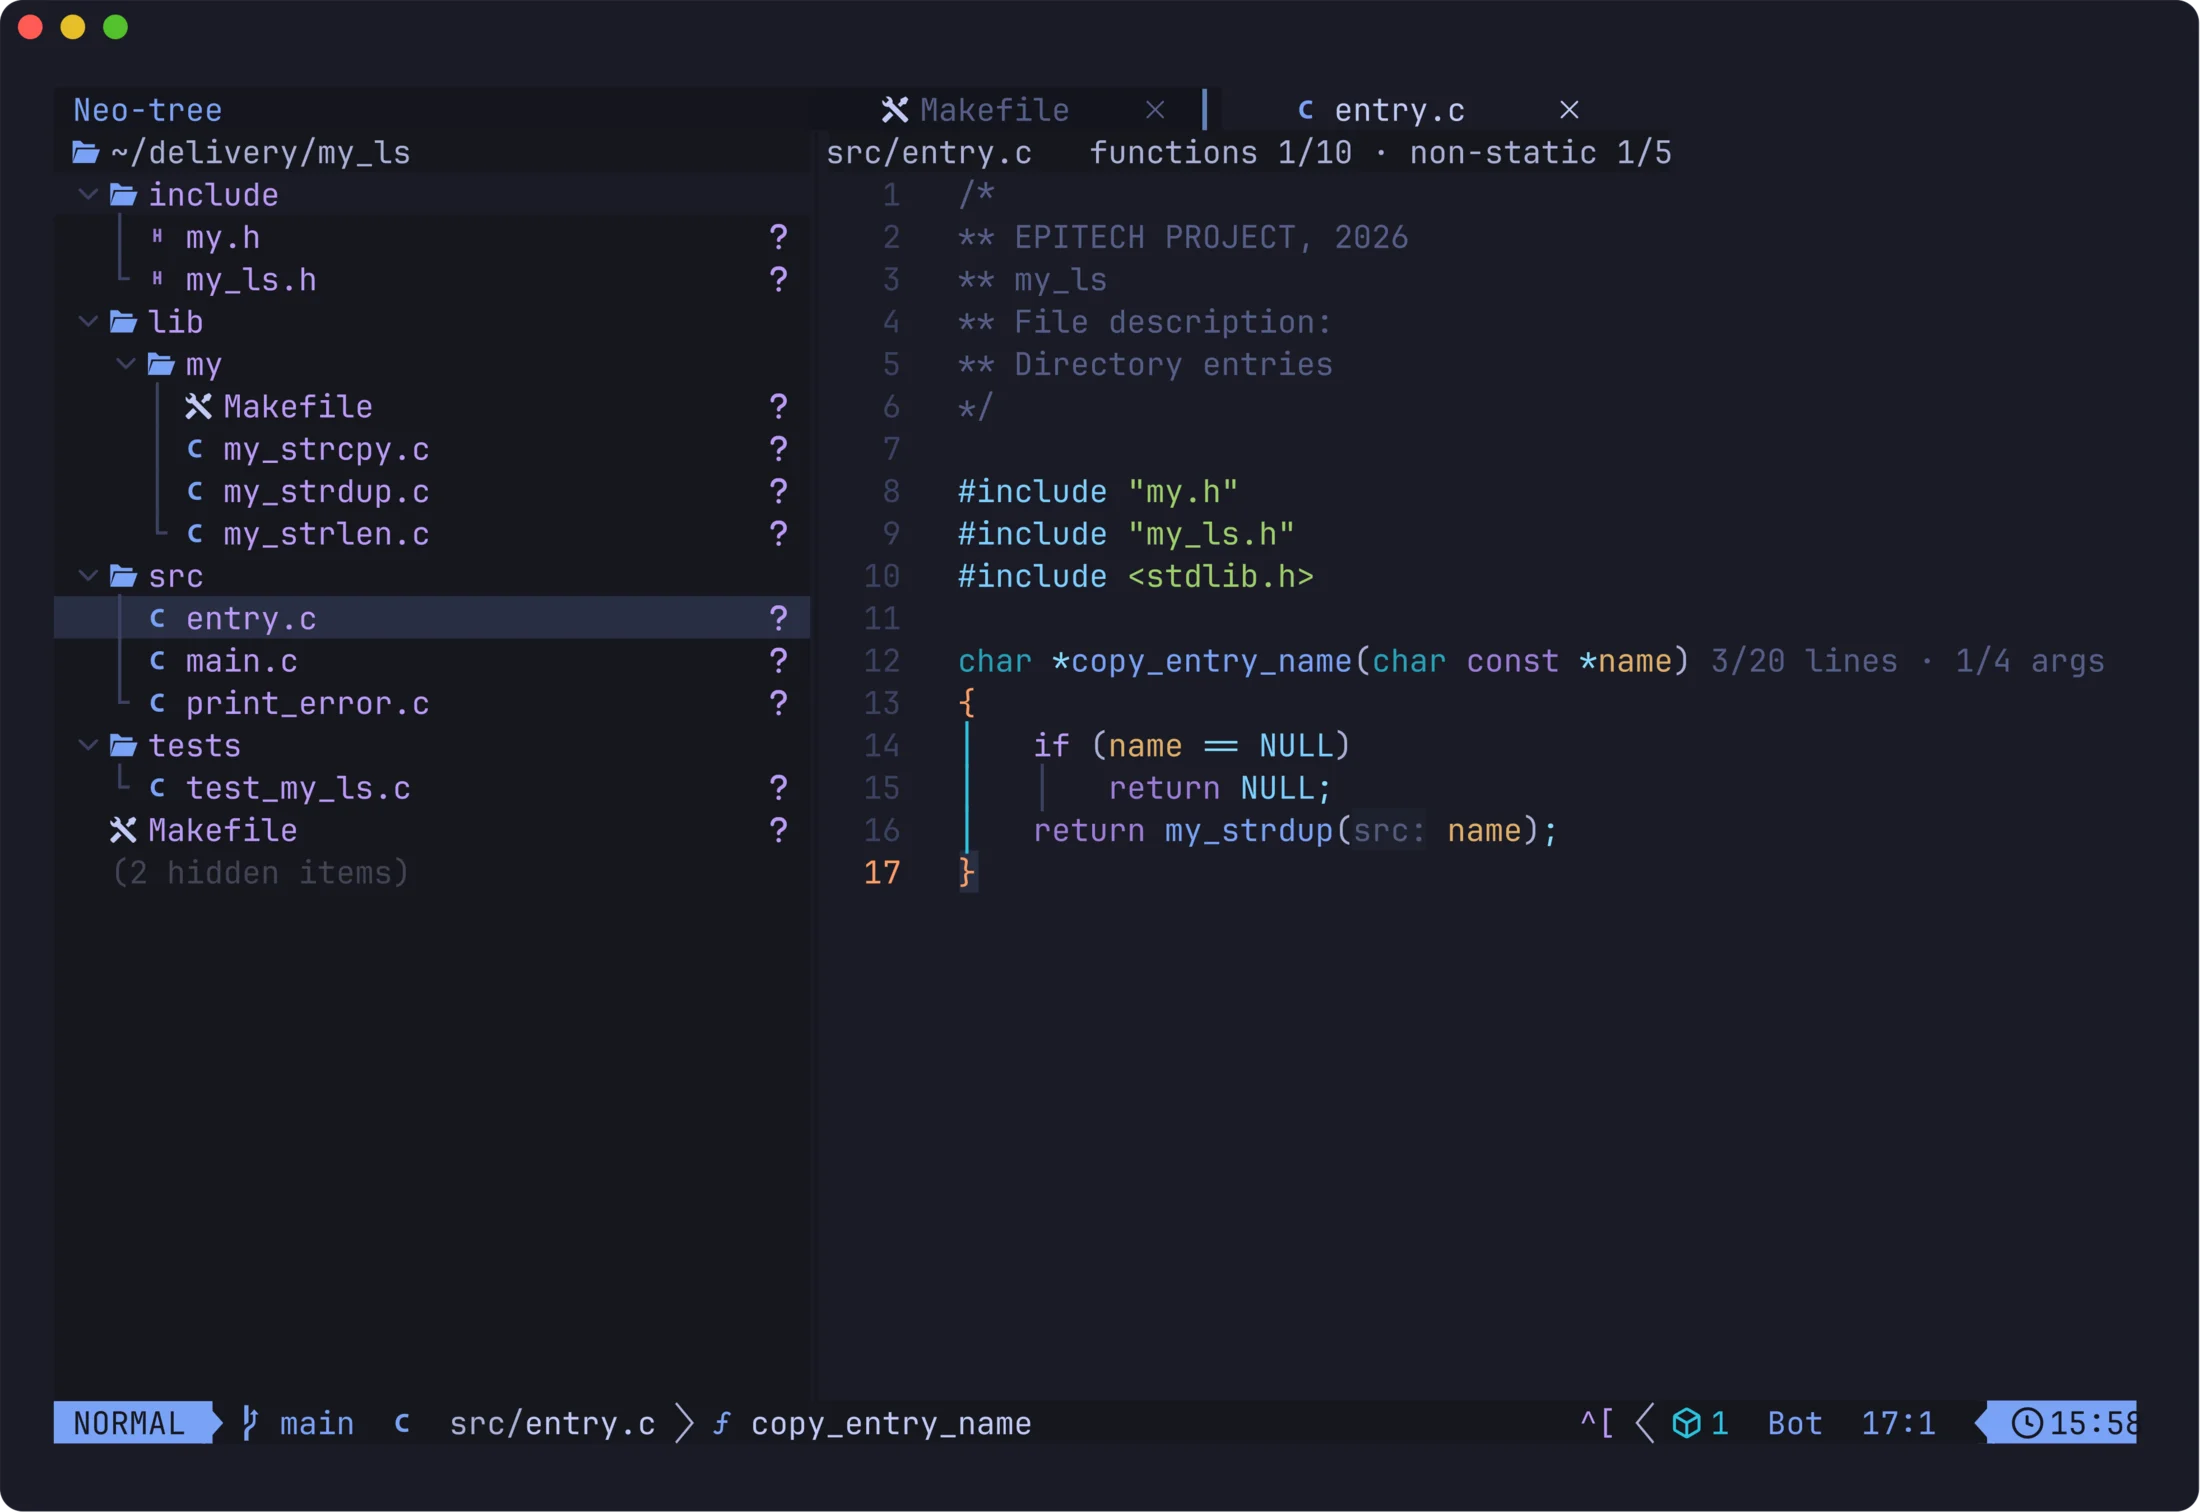 Neo-tree
~/delivery/my_ls
include
my.h ?
my_ls.h ?
lib
my
Makefile ?
my_strcpy.c ?
my_strdup.c ?
my_strlen.c ?
src
entry.c ?
main.c ?
print_error.c ?
tests
test_my_ls.c ?
Makefile ?
(2 hidden items)
Makefile × C entry.c ×
src/entry.c functions 1/10 · non-static 1/5
1 /*
2 ** EPITECH PROJECT, 2026
3 ** my_ls
4 ** File description:
5 ** Directory entries
6 */
7
8 #include "my.h"
9 #include "my_ls.h"
10 #include <stdlib.h>
11
12 char *copy_entry_name(char const *name) 3/20 lines · 1/4 args
13 {
14     if (name == NULL)
15         return NULL;
16     return my_strdup(src: name);
17 }
NORMAL main C src/entry.c > f copy_entry_name ^[ < 1 Bot 17:1 15:58